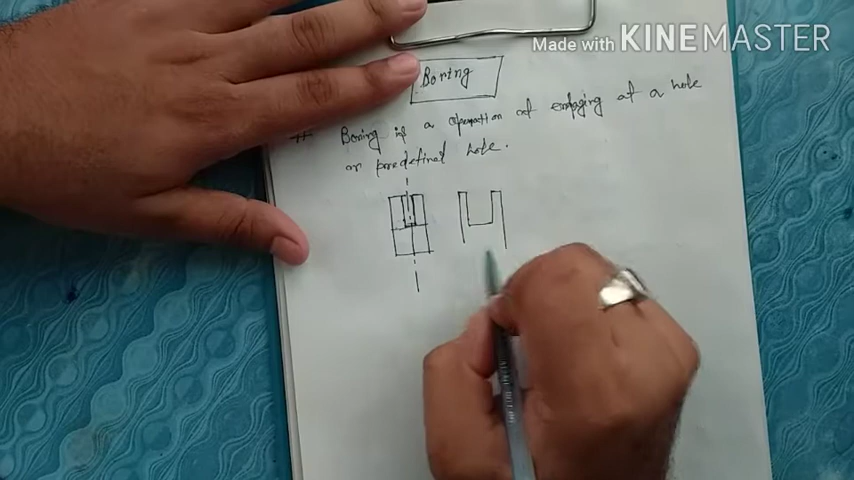 Made with KINEMASTER
Boring
# Boring is a operation of enlarging of a hole
or predefined hole.